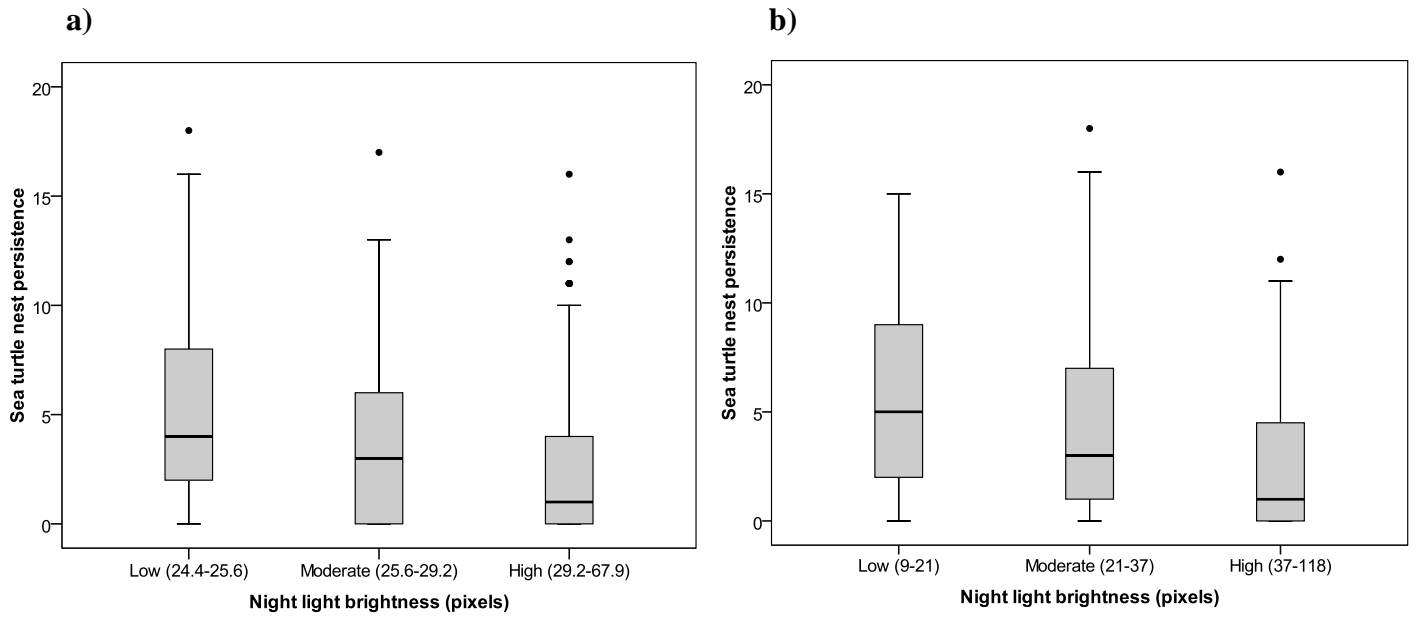 a)
20
15
10
5
0
Sea turtle nest persistence
Low (24.4-25.6) Moderate (25.6-29.2) High (29.2-67.9)
Night light brightness (pixels)
b)
20
15
10
5
0
Sea turtle nest persistence
Low (9-21) Moderate (21-37) High (37-118)
Night light brightness (pixels)